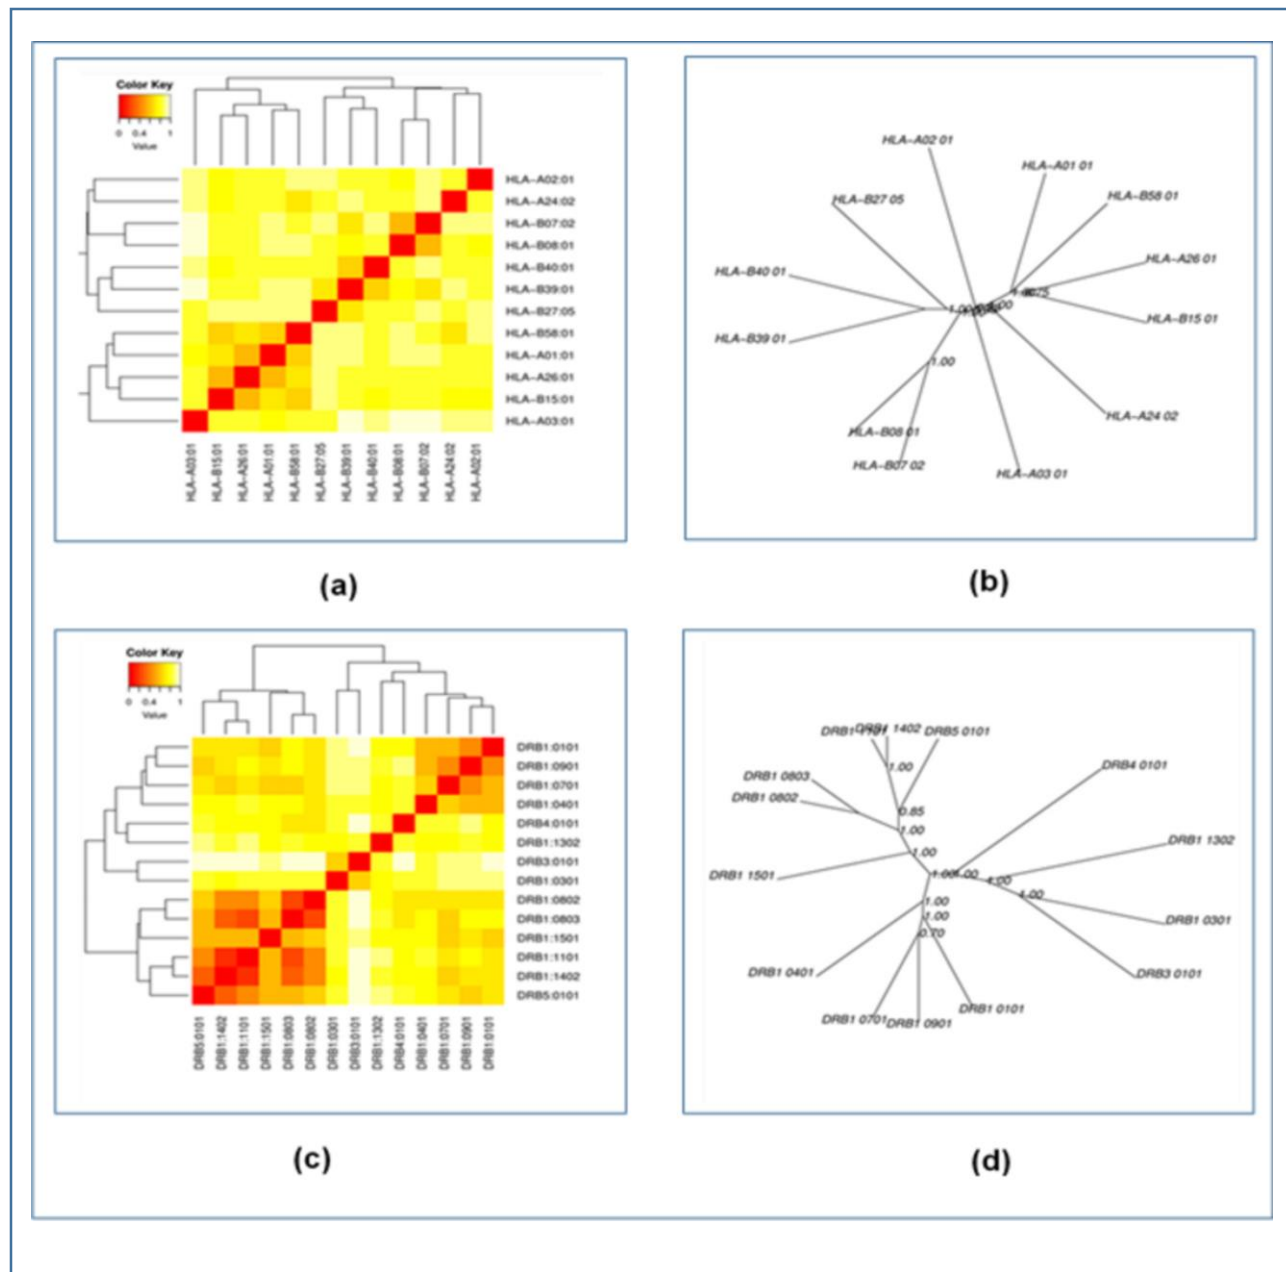 Color Key
0 0.4 1
Value
HLA-A02:01
HLA-A24:02
HLA-B07:02
HLA-B08:01
HLA-B40:01
HLA-B39:01
HLA-B27:05
HLA-B58:01
HLA-A01:01
HLA-A26:01
HLA-B15:01
HLA-A03:01
HLA-A03:01
HLA-B15:01
HLA-A26:01
HLA-A01:01
HLA-B58:01
HLA-B27:05
HLA-B39:01
HLA-B40:01
HLA-B08:01
HLA-B07:02
HLA-A24:02
HLA-A02:01
(a)
HLA-A02 01
HLA-A01 01
HLA-B58 01
HLA-B27 05
HLA-A26 01
HLA-B40 01
1.00
HLA-B15 01
HLA-B39 01
1.00
HLA-A24 02
HLA-B08 01
HLA-B07 02
HLA-A03 01
(b)
Color Key
0 0.4 1
Value
DRB1:0101
DRB1:0901
DRB1:0701
DRB1:0401
DRB4:0101
DRB1:1302
DRB3:0101
DRB1:0301
DRB1:0802
DRB1:0803
DRB1:1501
DRB1:1101
DRB1:1402
DRB5:0101
DRB5:0101
DRB1:1402
DRB1:1101
DRB1:1501
DRB1:0803
DRB1:0802
DRB1:0301
DRB3:0101
DRB1:1302
DRB4:0101
DRB1:0401
DRB1:0701
DRB1:0901
DRB1:0101
(c)
DRB1 1101
DRB1 1402
DRB5 0101
1.00
DRB4 0101
DRB1 0803
DRB1 0802
0.85
1.00
DRB1 1302
1.00
DRB1 1501
1.00
1.00
1.00
1.00
1.00
DRB1 0301
1.00
0.70
DRB1 0401
DRB3 0101
DRB1 0701
DRB1 0901
DRB1 0101
(d)